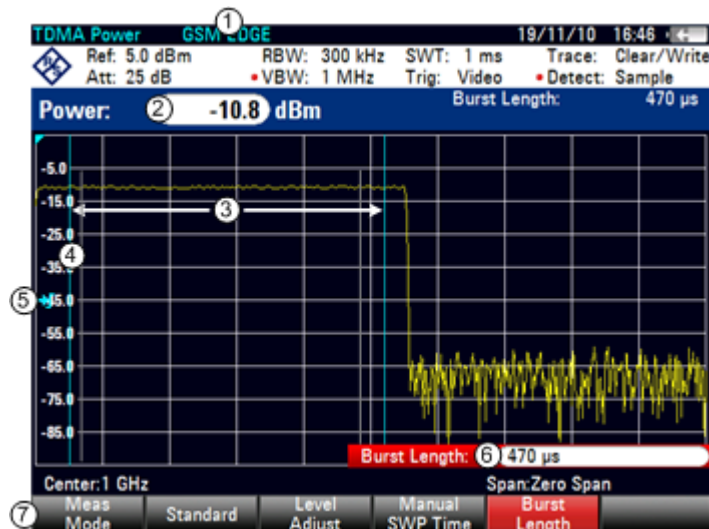 ①
TDMA Power GSM EDGE 19/11/10 16:46
Ref: 5.0 dBm RBW: 300 kHz SWT: 1 ms Trace: Clear/Write
Att: 25 dB • VBW: 1 MHz Trig: Video • Detect: Sample
Power: ② -10.8 dBm Burst Length: 470 µs
-5.0
-15.0
③
-25.0
④
-35.0
⑤ -45.0
-55.0
-65.0
-75.0
-85.0
Burst Length: ⑥ 470 µs
Center:1 GHz Span:Zero Span
⑦ Meas Mode Standard Level Adjust Manual SWP Time Burst Length